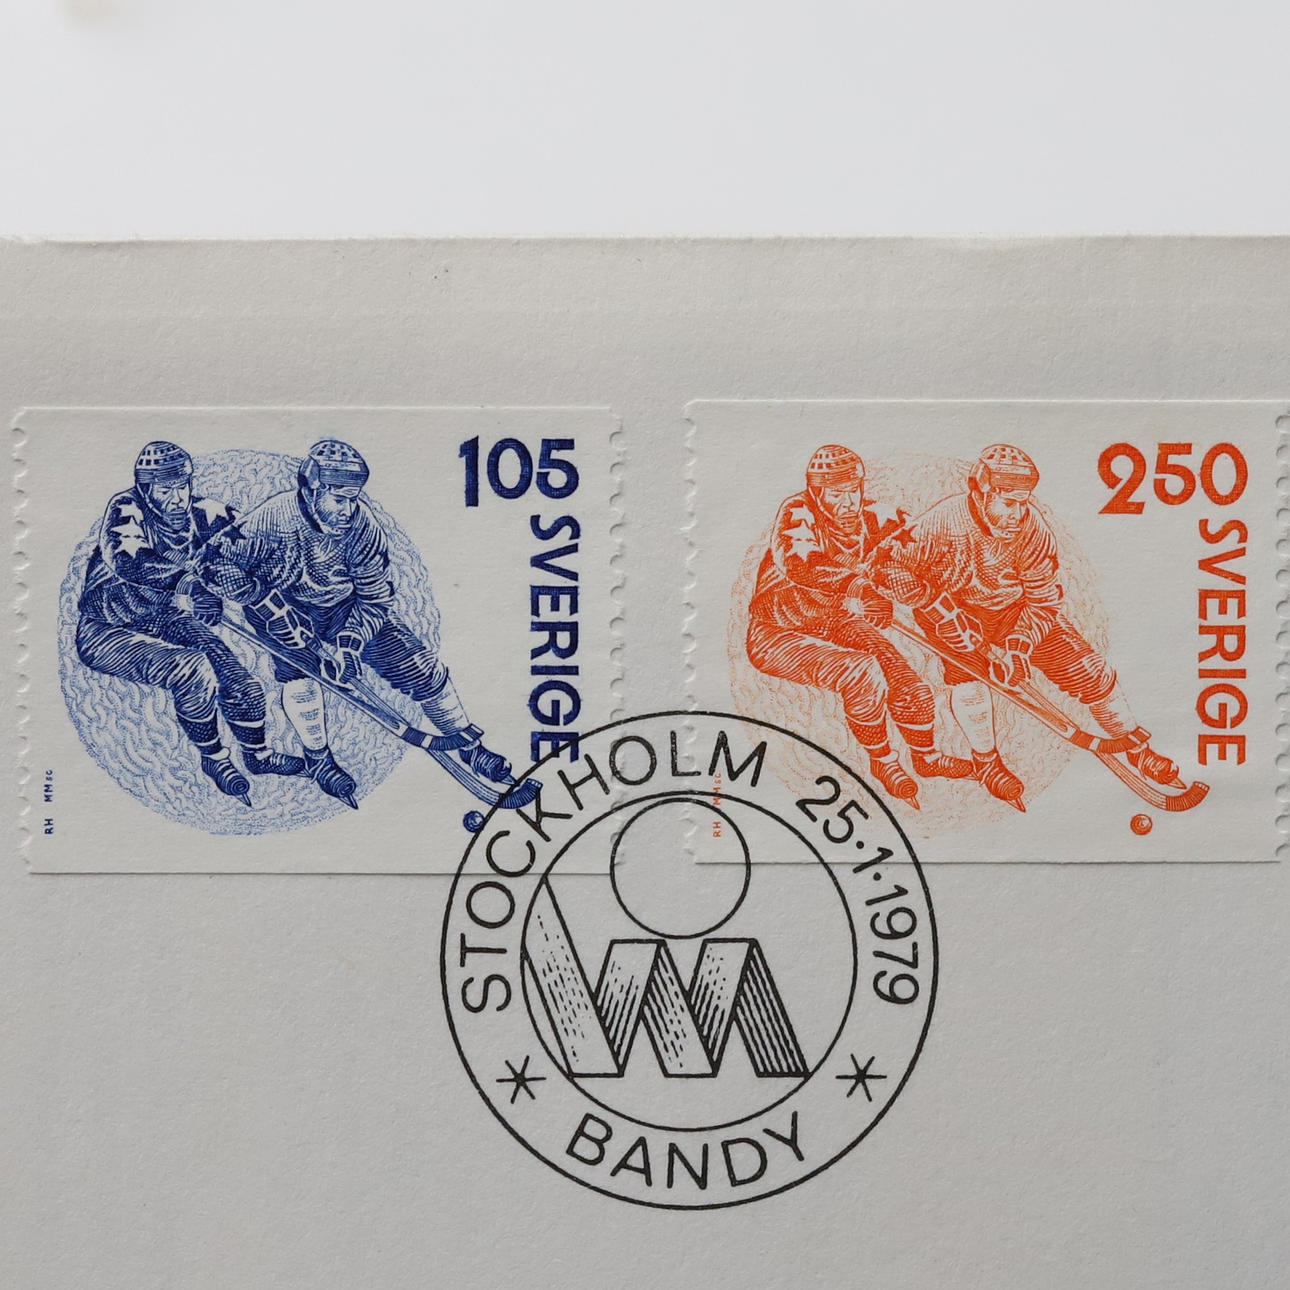 105
SVERIGE
RH MMSC
250
SVERIGE
RH MMSC
STOCKHOLM 25·1·1979
BANDY